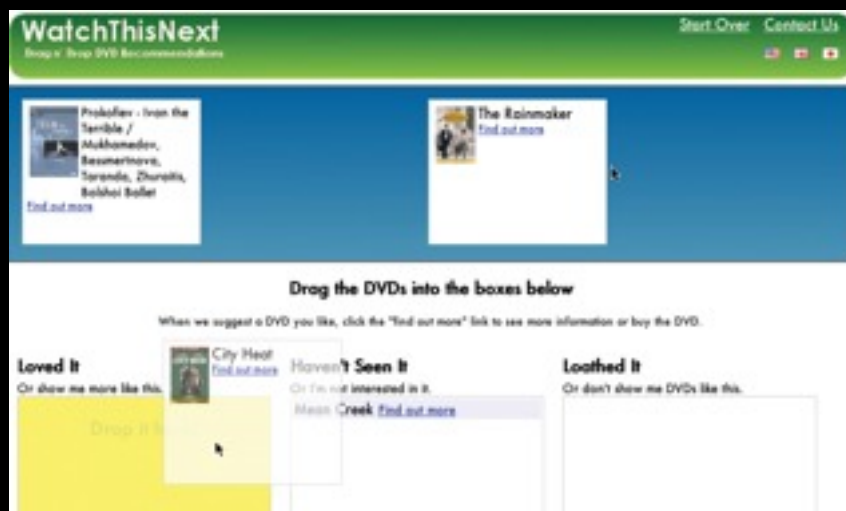 WatchThisNext
Drag n' Drop DVD Recommendations
Start Over Contact Us
Prokofiev - Ivan the
Terrible /
Mukhamedov,
Bessmertnova,
Taranda, Zhuraitis,
Bolshoi Ballet
Find out more
The Rainmaker
Find out more
Drag the DVDs into the boxes below
When we suggest a DVD you like, click the "find out more" link to see more information or buy the DVD.
Loved It
Or show me more like this.
Drop it
City Heat
Find out more
Haven't Seen It
Or I'm not interested in it.
Mean Creek Find out more
Loathed It
Or don't show me DVDs like this.